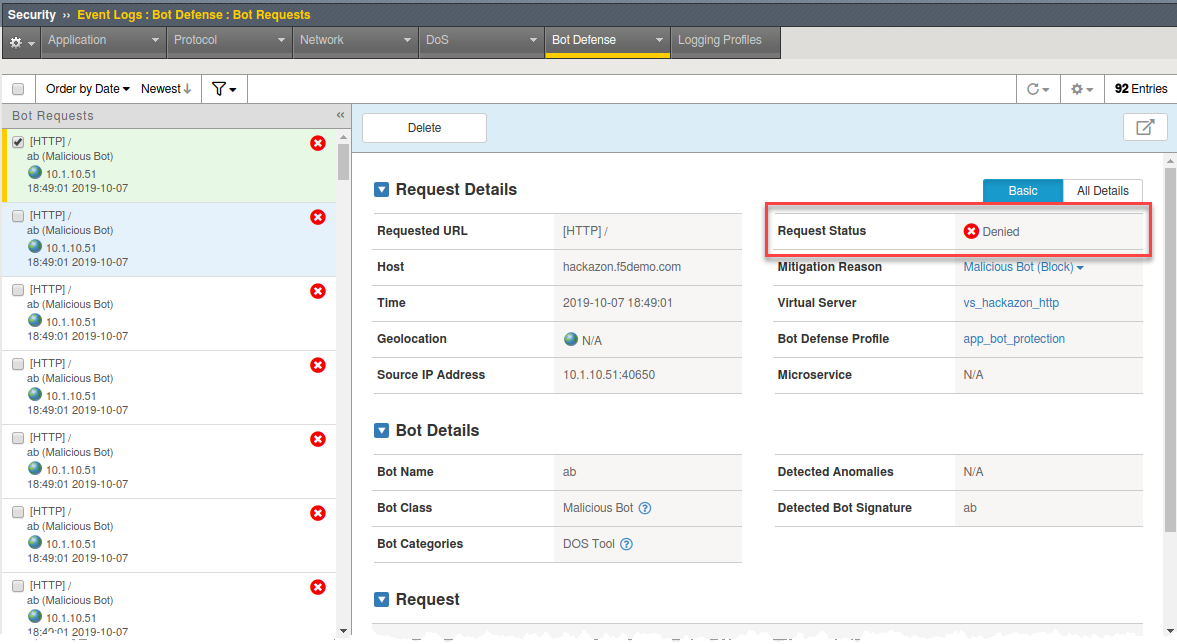 Security ›› Event Logs : Bot Defense : Bot Requests
Application Protocol Network DoS Bot Defense Logging Profiles
Order by Date Newest 92 Entries
Bot Requests «
[HTTP] /
ab (Malicious Bot)
10.1.10.51
18:49:01 2019-10-07
[HTTP] /
ab (Malicious Bot)
10.1.10.51
18:49:01 2019-10-07
[HTTP] /
ab (Malicious Bot)
10.1.10.51
18:49:01 2019-10-07
[HTTP] /
ab (Malicious Bot)
10.1.10.51
18:49:01 2019-10-07
[HTTP] /
ab (Malicious Bot)
10.1.10.51
18:49:01 2019-10-07
[HTTP] /
ab (Malicious Bot)
10.1.10.51
18:49:01 2019-10-07
[HTTP] /
ab (Malicious Bot)
10.1.10.51
18:49:01 2019-10-07
Delete
Request Details
Basic All Details
Requested URL [HTTP] /
Host hackazon.f5demo.com
Time 2019-10-07 18:49:01
Geolocation N/A
Source IP Address 10.1.10.51:40650
Request Status Denied
Mitigation Reason Malicious Bot (Block)
Virtual Server vs_hackazon_http
Bot Defense Profile app_bot_protection
Microservice N/A
Bot Details
Bot Name ab
Bot Class Malicious Bot ?
Bot Categories DOS Tool ?
Detected Anomalies N/A
Detected Bot Signature ab
Request